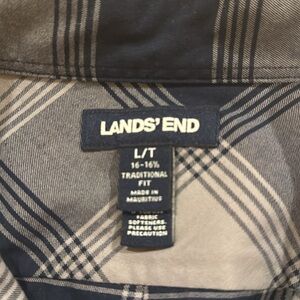 LANDS' END
L/T
16-16½
TRADITIONAL
FIT
MADE IN
MAURITIUS
FABRIC
SOFTENERS.
PLEASE USE
PRECAUTION